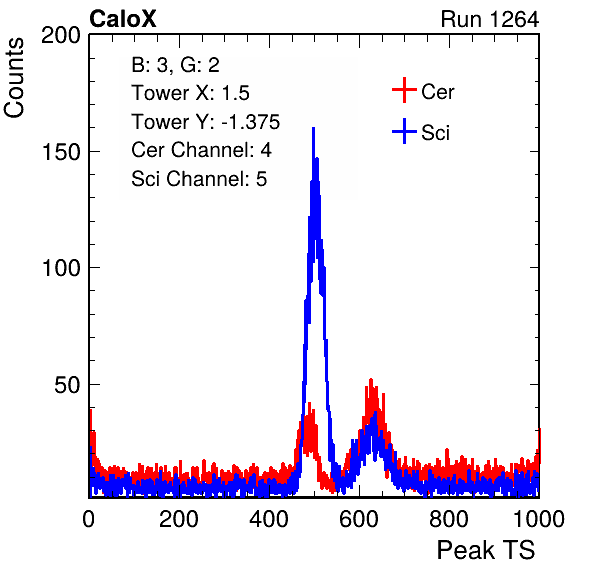 CaloX Run 1264
Counts
200
150
100
50
B: 3, G: 2
Tower X: 1.5
Tower Y: -1.375
Cer Channel: 4
Sci Channel: 5
Cer
Sci
0 200 400 600 800 1000
Peak TS